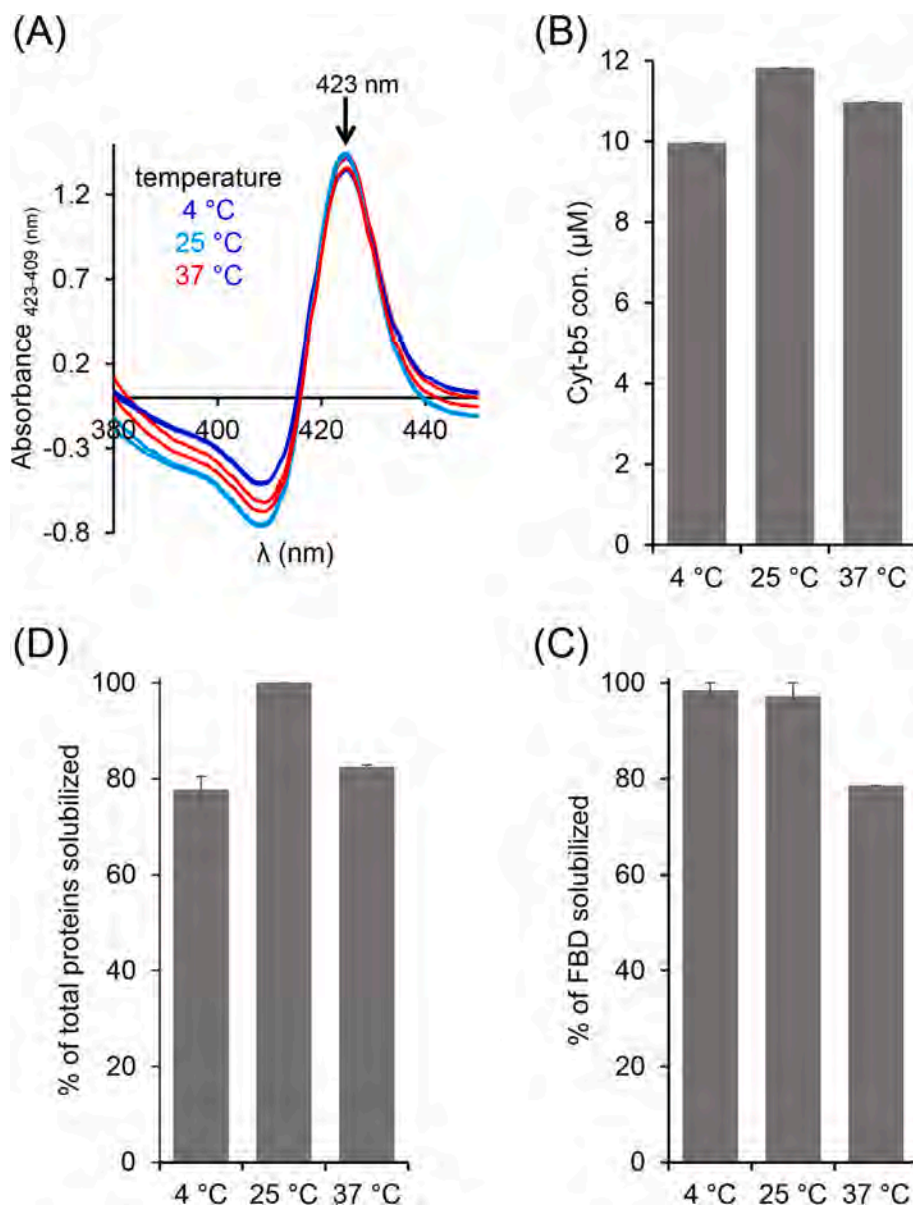 (A)
423 nm
temperature
4 °C
25 °C
37 °C
1.2
0.7
0.2
-0.3
-0.8
380
400
420
440
Absorbance 423-409 (nm)
λ (nm)
(B)
12
10
8
6
4
2
0
Cyt-b5 con. (µM)
4 °C 25 °C 37 °C
(D)
100
80
60
40
20
0
% of total proteins solubilized
4 °C 25 °C 37 °C
(C)
100
80
60
40
20
0
% of FBD solubilized
4 °C 25 °C 37 °C